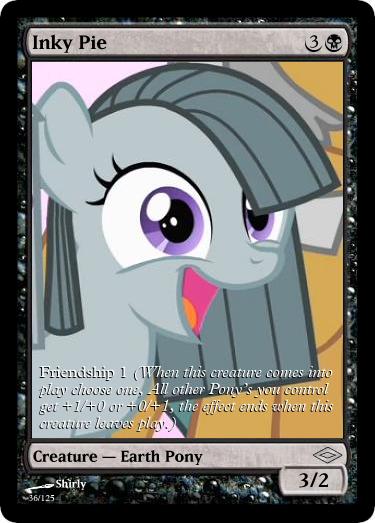 Inky Pie 3
Friendship 1 (When this creature comes into
play choose one, All other Pony's you control
get +1/+0 or +0/+1, the effect ends when this
creature leaves play.)
Creature — Earth Pony
Shirly
36/125
3/2